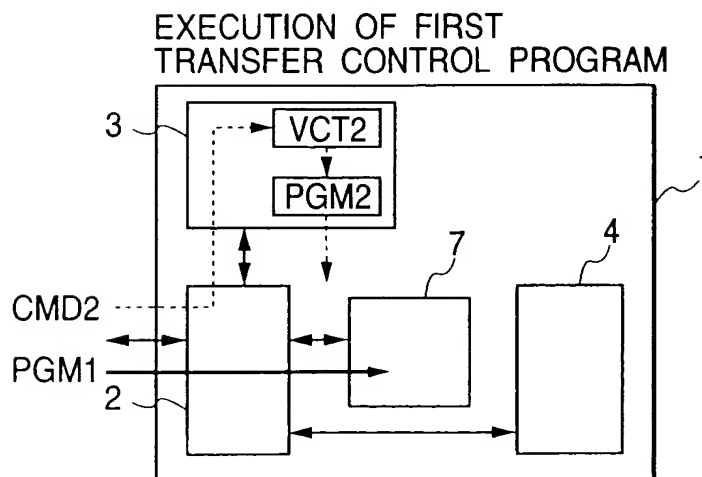 EXECUTION OF FIRST
TRANSFER CONTROL PROGRAM
3
VCT2
PGM2
7
4
CMD2
PGM1
2